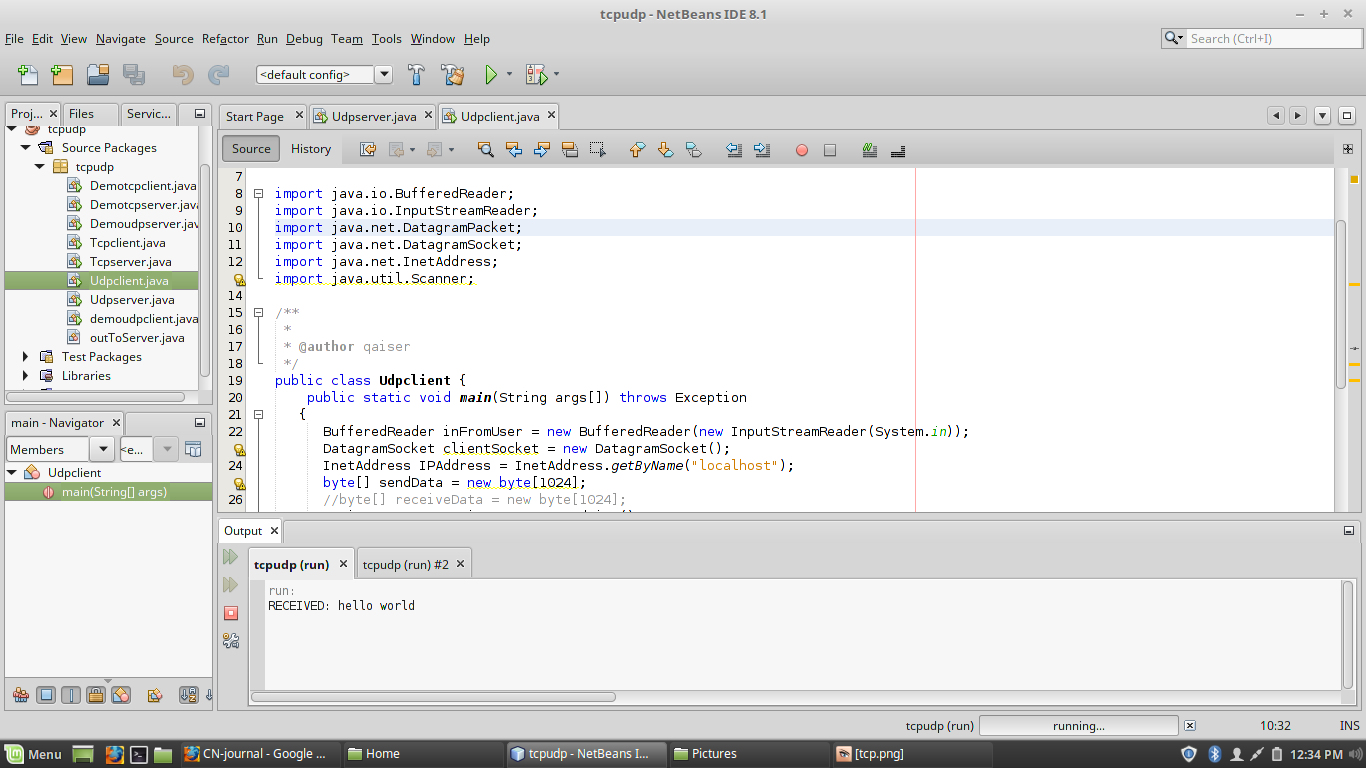 tcpudp - NetBeans IDE 8.1
File Edit View Navigate Source Refactor Run Debug Team Tools Window Help
Search (Ctrl+I)
<default config>
Proj... Files Servic...
tcpudp
Source Packages
tcpudp
Demotcpclient.java
Demotcpserver.java
Demoudpserver.jav
Tcpclient.java
Tcpserver.java
Udpclient.java
Udpserver.java
demoudpclient.java
outToServer.java
Test Packages
Libraries
main - Navigator
Members <e...
Udpclient
main(String[] args)
Start Page Udpserver.java Udpclient.java
Source History
7
8 import java.io.BufferedReader;
9 import java.io.InputStreamReader;
10 import java.net.DatagramPacket;
11 import java.net.DatagramSocket;
12 import java.net.InetAddress;
import java.util.Scanner;
14
15 /**
16 *
17 * @author qaiser
18 */
19 public class Udpclient {
20 public static void main(String args[]) throws Exception
21 {
22 BufferedReader inFromUser = new BufferedReader(new InputStreamReader(System.in));
DatagramSocket clientSocket = new DatagramSocket();
24 InetAddress IPAddress = InetAddress.getByName("localhost");
byte[] sendData = new byte[1024];
26 //byte[] receiveData = new byte[1024];
Output
tcpudp (run) tcpudp (run) #2
run:
RECEIVED: hello world
tcpudp (run) running... 10:32 INS
Menu CN-journal - Google ... Home tcpudp - NetBeans I... Pictures [tcp.png] 12:34 PM